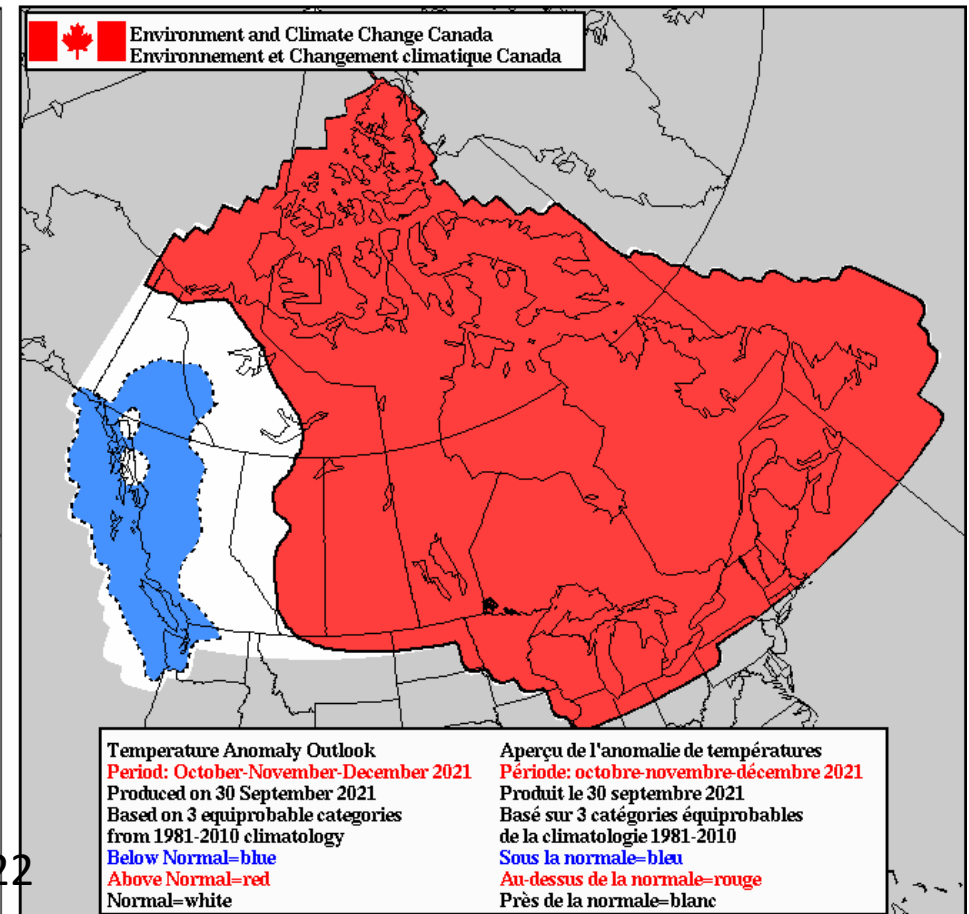 Environment and Climate Change Canada
Environnement et Changement climatique Canada
Temperature Anomaly Outlook
Period: October-November-December 2021
Produced on 30 September 2021
Based on 3 equiprobable categories
from 1981-2010 climatology
Below Normal=blue
Above Normal=red
Normal=white
Aperçu de l'anomalie de températures
Période: octobre-novembre-décembre 2021
Produit le 30 septembre 2021
Basé sur 3 catégories équiprobables
de la climatologie 1981-2010
Sous la normale=bleu
Au-dessus de la normale=rouge
Près de la normale=blanc
22